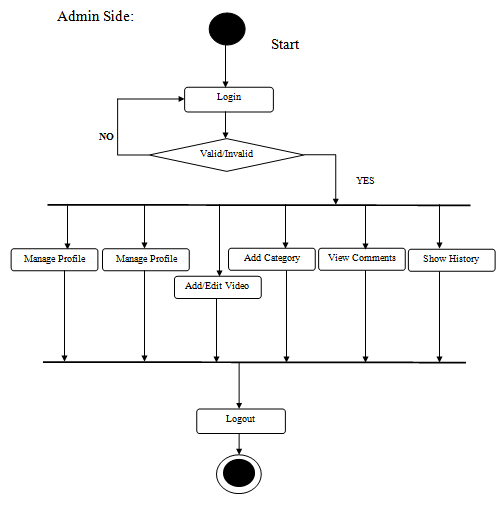 Admin Side:
Start
Login
NO
Valid/Invalid
YES
Manage Profile
Manage Profile
Add/Edit Video
Add Category
View Comments
Show History
Logout